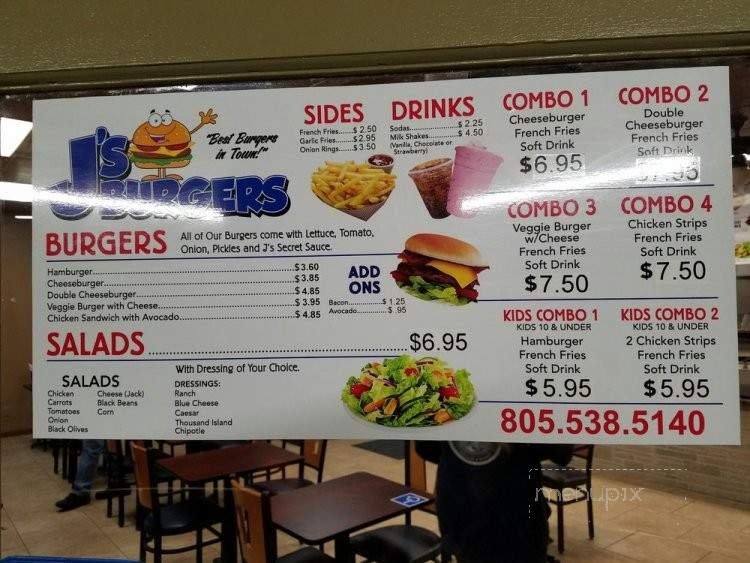 J's
BURGERS
"Best Burgers
in Town!"
SIDES
French Fries.....$ 2.50
Garlic Fries......$ 2.95
Onion Rings....$ 3.50
DRINKS
Sodas....................$ 2.25
Milk Shakes..........$ 4.50
(Vanilla, Chocolate or
Strawberry)
COMBO 1
Cheeseburger
French Fries
Soft Drink
$6.95
COMBO 2
Double
Cheeseburger
French Fries
Soft Drink
$7.95
BURGERS
All of Our Burgers come with Lettuce, Tomato,
Onion, Pickles and J's Secret Sauce.
Hamburger..................................................$ 3.60
Cheeseburger..............................................$ 3.85
Double Cheeseburger..................................$ 4.85
Veggie Burger with Cheese.........................$ 3.95
Chicken Sandwich with Avocado.................$ 4.85
ADD
ONS
Bacon............$ 1.25
Avocado.........$ .95
COMBO 3
Veggie Burger
w/Cheese
French Fries
Soft Drink
$7.50
COMBO 4
Chicken Strips
French Fries
Soft Drink
$7.50
SALADS..................................................$6.95
With Dressing of Your Choice.
SALADS
Chicken
Carrots
Tomatoes
Onion
Black Olives
Cheese (Jack)
Black Beans
Corn
DRESSINGS:
Ranch
Blue Cheese
Caesar
Thousand Island
Chipotle
KIDS COMBO 1
KIDS 10 & UNDER
Hamburger
French Fries
Soft Drink
$5.95
KIDS COMBO 2
KIDS 10 & UNDER
2 Chicken Strips
French Fries
Soft Drink
$5.95
805.538.5140
menupix